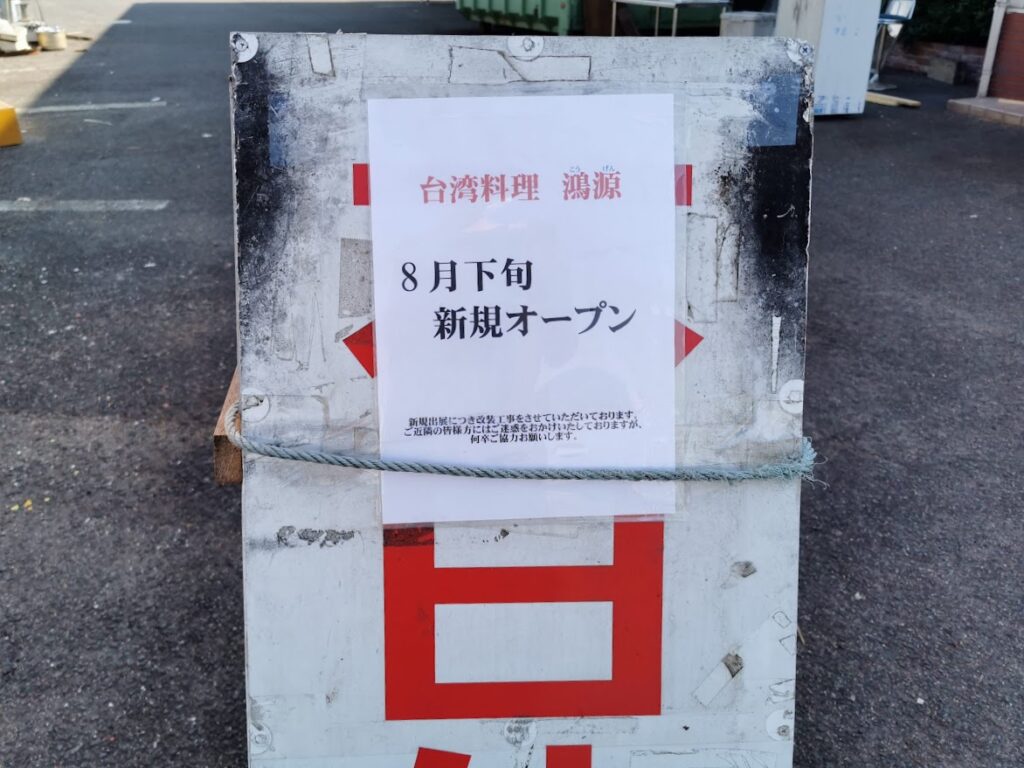 台湾料理 鴻源
こう げん
8月下旬
新規オープン
新規出展につき改装工事をさせていただいております。
ご近隣の皆様方にはご迷惑をおかけいたしておりますが、
何卒ご協力お願いします。